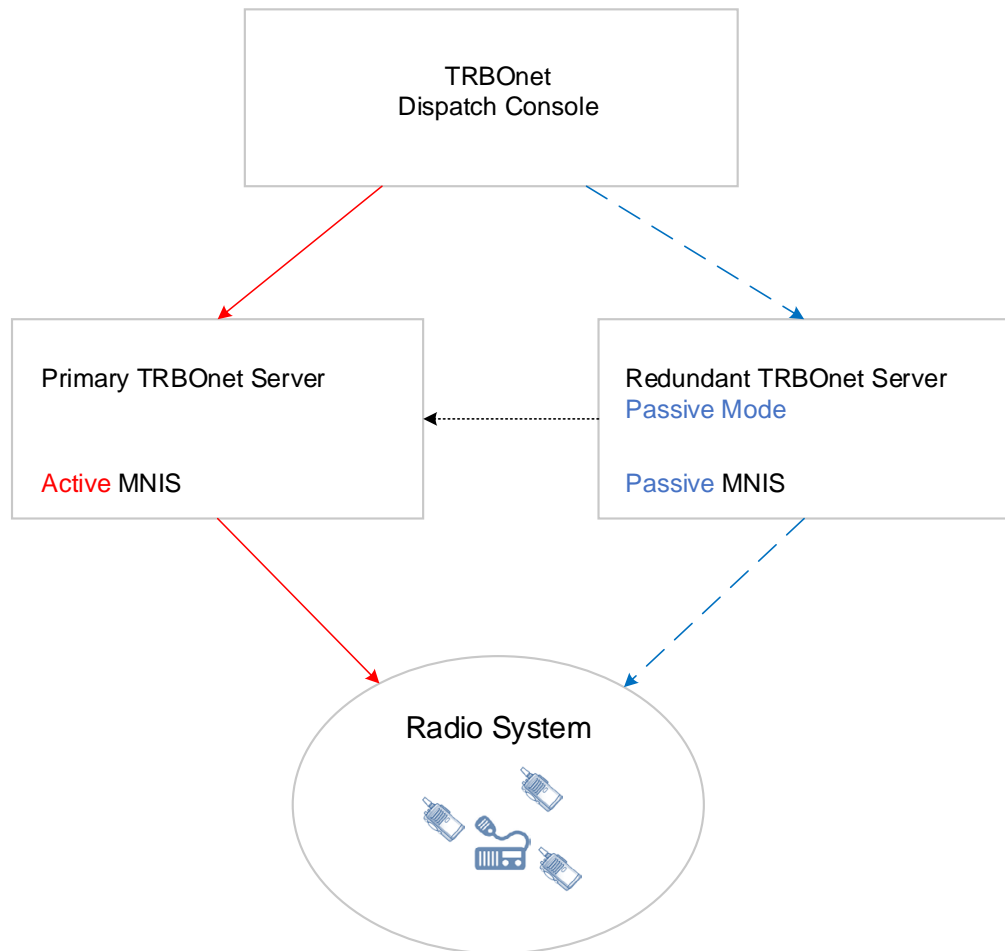 TRBOnet
Dispatch Console
Primary TRBOnet Server
Active MNIS
Redundant TRBOnet Server
Passive Mode
Passive MNIS
Radio System